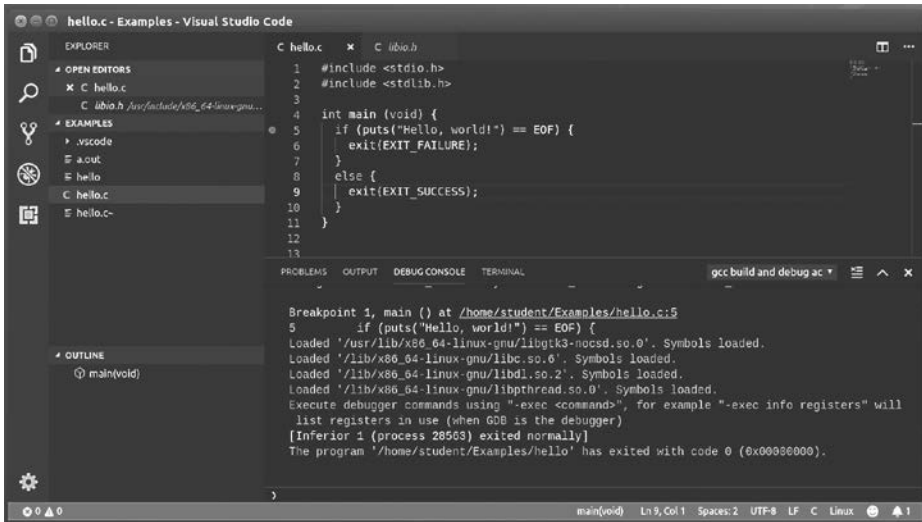 hello.c - Examples - Visual Studio Code
EXPLORER
OPEN EDITORS
C hello.c
C libio.h /usr/include/x86_64-linux-gnu...
EXAMPLES
.vscode
a.out
hello
C hello.c
hello.c~
OUTLINE
main(void)
C hello.c
C libio.h
1 #include <stdio.h>
2 #include <stdlib.h>
3
4 int main (void) {
5 if (puts("Hello, world!") == EOF) {
6 exit(EXIT_FAILURE);
7 }
8 else {
9 exit(EXIT_SUCCESS);
10 }
11 }
12
13
PROBLEMS OUTPUT DEBUG CONSOLE TERMINAL gcc build and debug ac
Breakpoint 1, main () at /home/student/Examples/hello.c:5
5 if (puts("Hello, world!") == EOF) {
Loaded '/usr/lib/x86_64-linux-gnu/libgtk3-nocsd.so.0'. Symbols loaded.
Loaded '/lib/x86_64-linux-gnu/libc.so.6'. Symbols loaded.
Loaded '/lib/x86_64-linux-gnu/libdl.so.2'. Symbols loaded.
Loaded '/lib/x86_64-linux-gnu/libpthread.so.0'. Symbols loaded.
Execute debugger commands using "-exec <command>", for example "-exec info registers" will
list registers in use (when GDB is the debugger)
[Inferior 1 (process 28563) exited normally]
The program '/home/student/Examples/hello' has exited with code 0 (0x00000000).
0 0 main(void) Ln 9, Col 1 Spaces: 2 UTF-8 LF C Linux 1